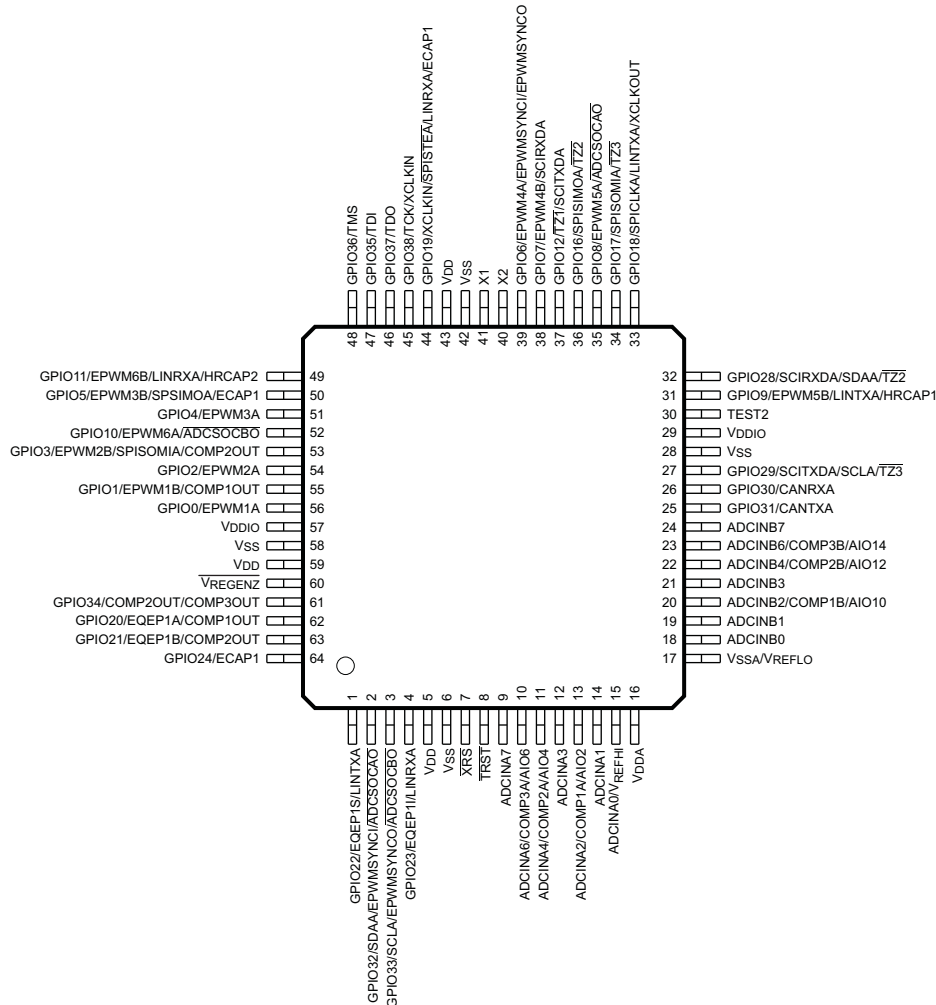 GPIO36/TMS
GPIO35/TDI
GPIO37/TDO
GPIO38/TCK/XCLKIN
GPIO19/XCLKIN/SPISTEA/LINRXA/ECAP1
VDD
VSS
X1
X2
GPIO6/EPWM4A/EPWMSYNCI/EPWMSYNCO
GPIO7/EPWM4B/SCIRXDA
GPIO12/TZ1/SCITXDA
GPIO16/SPISIMOA/TZ2
GPIO8/EPWM5A/ADCSOCAO
GPIO17/SPISOMIA/TZ3
GPIO18/SPICLKA/LINTXA/XCLKOUT
48
47
46
45
44
43
42
41
40
39
38
37
36
35
34
33
GPIO11/EPWM6B/LINRXA/HRCAP2 49
GPIO5/EPWM3B/SPSIMOA/ECAP1 50
GPIO4/EPWM3A 51
GPIO10/EPWM6A/ADCSOCBO 52
GPIO3/EPWM2B/SPISOMIA/COMP2OUT 53
GPIO2/EPWM2A 54
GPIO1/EPWM1B/COMP1OUT 55
GPIO0/EPWM1A 56
VDDIO 57
VSS 58
VDD 59
VREGENZ 60
GPIO34/COMP2OUT/COMP3OUT 61
GPIO20/EQEP1A/COMP1OUT 62
GPIO21/EQEP1B/COMP2OUT 63
GPIO24/ECAP1 64
32 GPIO28/SCIRXDA/SDAA/TZ2
31 GPIO9/EPWM5B/LINTXA/HRCAP1
30 TEST2
29 VDDIO
28 VSS
27 GPIO29/SCITXDA/SCLA/TZ3
26 GPIO30/CANRXA
25 GPIO31/CANTXA
24 ADCINB7
23 ADCINB6/COMP3B/AIO14
22 ADCINB4/COMP2B/AIO12
21 ADCINB3
20 ADCINB2/COMP1B/AIO10
19 ADCINB1
18 ADCINB0
17 VSSA/VREFLO
1
2
3
4
5
6
7
8
9
10
11
12
13
14
15
16
GPIO22/EQEP1S/LINTXA
GPIO32/SDAA/EPWMSYNCI/ADCSOCAO
GPIO33/SCLA/EPWMSYNCO/ADCSOCBO
GPIO23/EQEP1I/LINRXA
VDD
VSS
XRS
TRST
ADCINA7
ADCINA6/COMP3A/AIO6
ADCINA4/COMP2A/AIO4
ADCINA3
ADCINA2/COMP1A/AIO2
ADCINA1
ADCINA0/VREFHI
VDDA